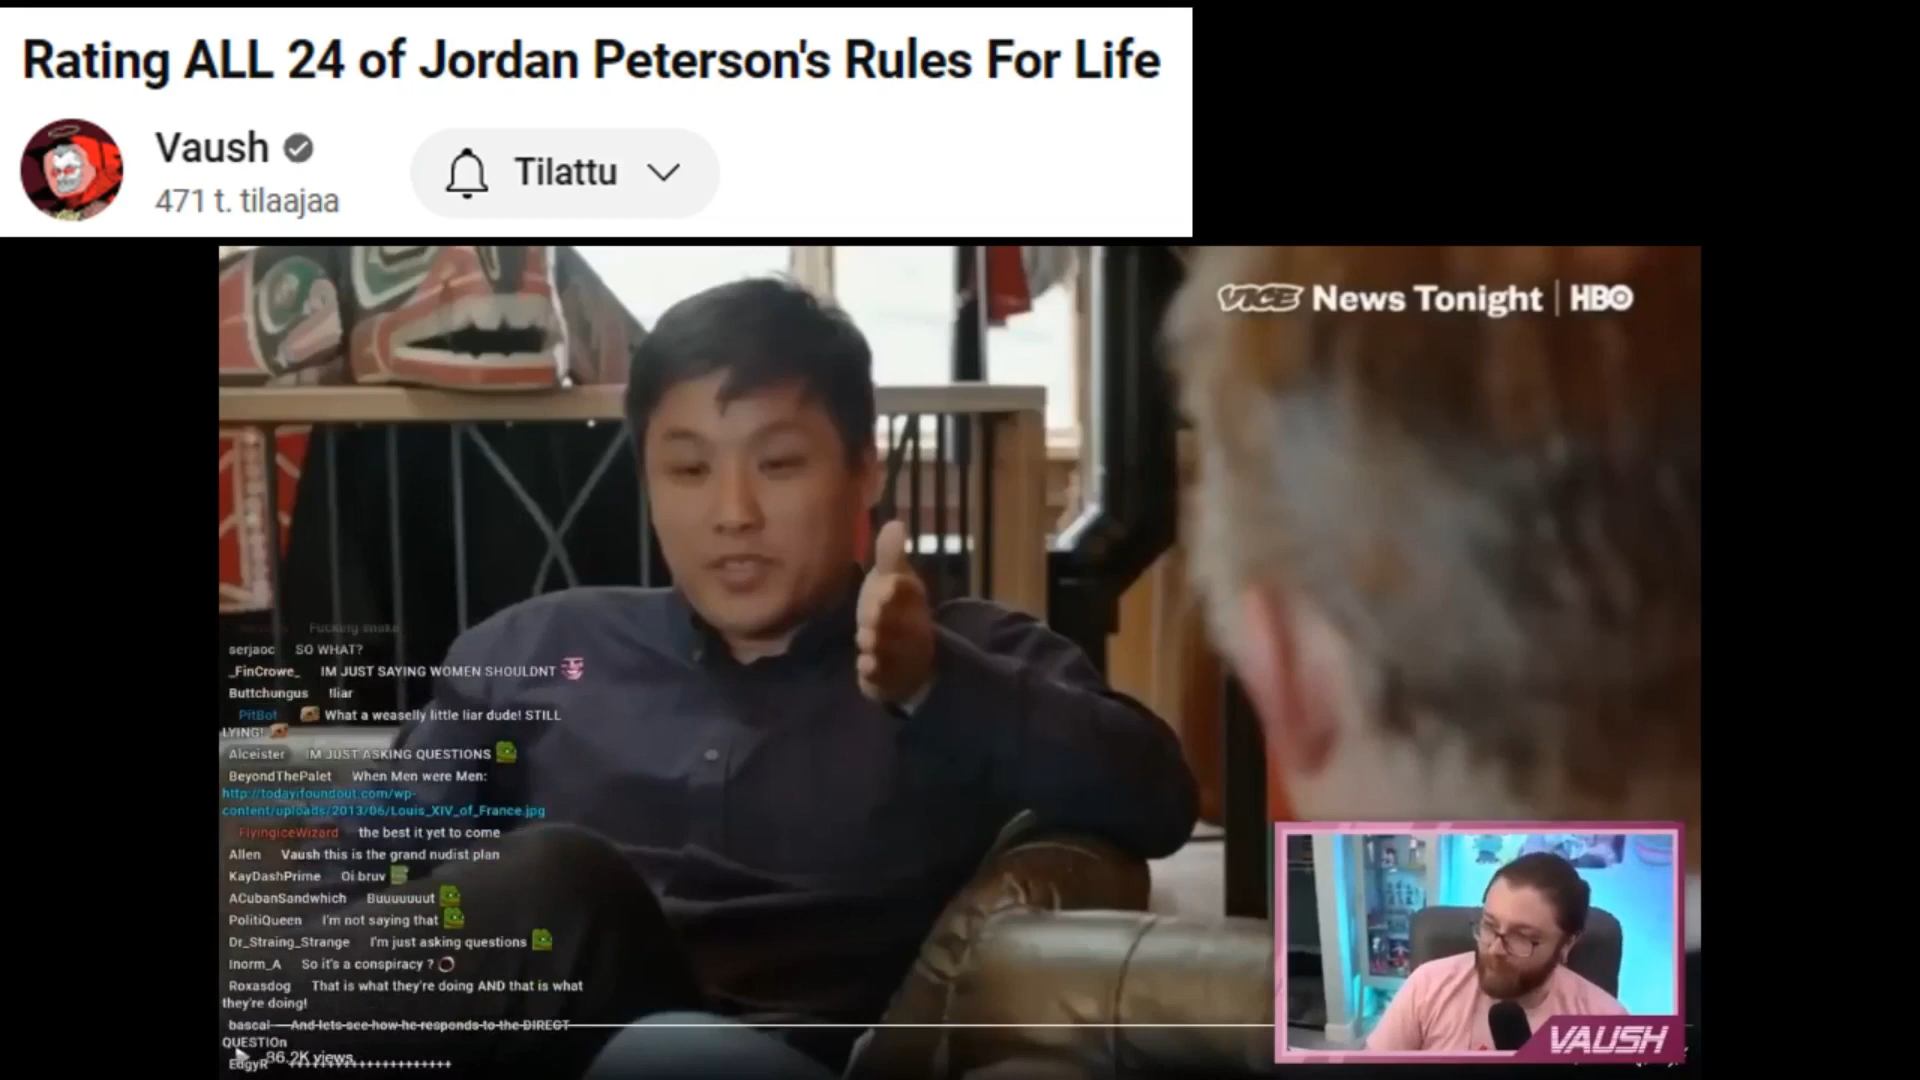 Rating ALL 24 of Jordan Peterson's Rules For Life
Vaush
471 t. tilaajaa
Tilattu
VICE News Tonight | HBO
Fucking snake
serjaoc SO WHAT?
_FinCrowe_ IM JUST SAYING WOMEN SHOULDNT
Buttchungus !liar
PitBot What a weaselly little liar dude! STILL
LYING!
Alceister IM JUST ASKING QUESTIONS
BeyondThePalet When Men were Men:
http://todayifoundout.com/wp-
content/uploads/2013/06/Louis_XIV_of_France.jpg
FlyingiceWizard the best it yet to come
Allen Vaush this is the grand nudist plan
KayDashPrime Oi bruv
ACubanSandwhich Buuuuuuut
PolitiQueen I'm not saying that
Dr_Straing_Strange I'm just asking questions
Inorm_A So it's a conspiracy ?
Roxasdog That is what they're doing AND that is what
they're doing!
bascal And lets see how he responds to the DIRECT
QUESTIOn
86.2K views
EdgyR
VAUSH